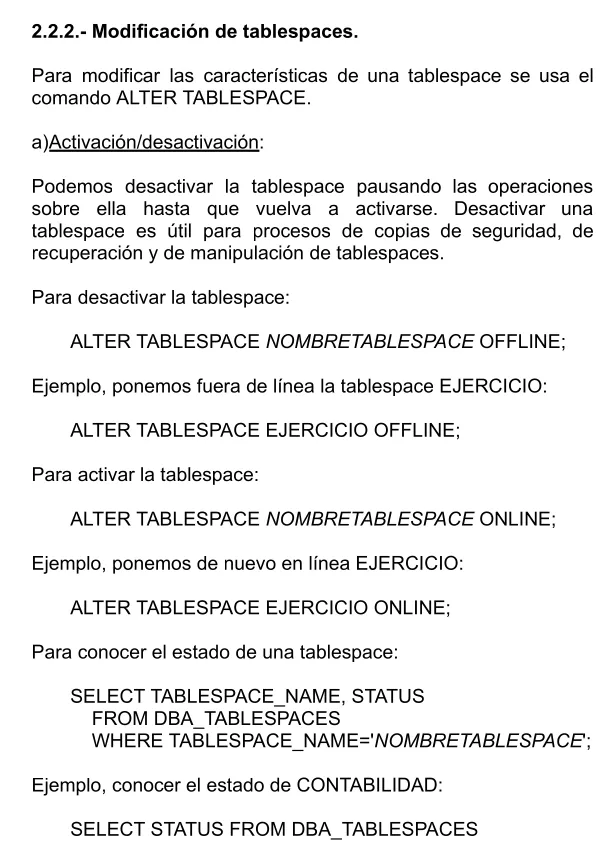 2.2.2.- Modificación de tablespaces.
Para modificar las características de una tablespace se usa el
comando ALTER TABLESPACE.
a)Activación/desactivación:
Podemos desactivar la tablespace pausando las operaciones
sobre ella hasta que vuelva a activarse. Desactivar una
tablespace es útil para procesos de copias de seguridad, de
recuperación y de manipulación de tablespaces.
Para desactivar la tablespace:
ALTER TABLESPACE NOMBRETABLESPACE OFFLINE;
Ejemplo, ponemos fuera de línea la tablespace EJERCICIO:
ALTER TABLESPACE EJERCICIO OFFLINE;
Para activar la tablespace:
ALTER TABLESPACE NOMBRETABLESPACE ONLINE;
Ejemplo, ponemos de nuevo en línea EJERCICIO:
ALTER TABLESPACE EJERCICIO ONLINE;
Para conocer el estado de una tablespace:
SELECT TABLESPACE_NAME, STATUS
FROM DBA_TABLESPACES
WHERE TABLESPACE_NAME='NOMBRETABLESPACE';
Ejemplo, conocer el estado de CONTABILIDAD:
SELECT STATUS FROM DBA_TABLESPACES